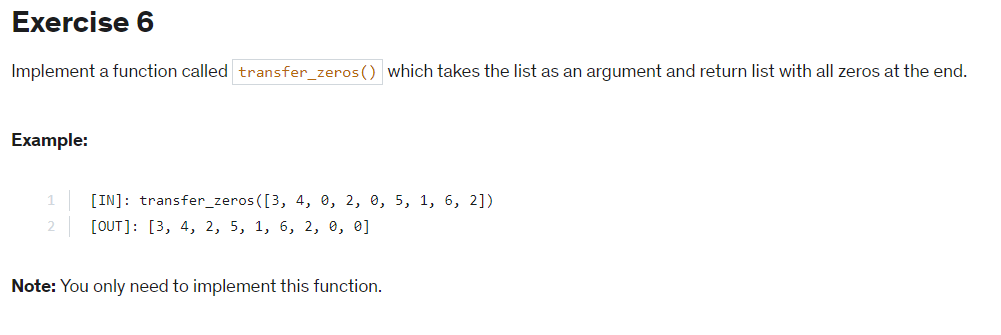 Exercise 6
Implement a function called transfer_zeros() which takes the list as an argument and return list with all zeros at the end.
Example:
1 [IN]: transfer_zeros([3, 4, 0, 2, 0, 5, 1, 6, 2])
2 [OUT]: [3, 4, 2, 5, 1, 6, 2, 0, 0]
Note: You only need to implement this function.